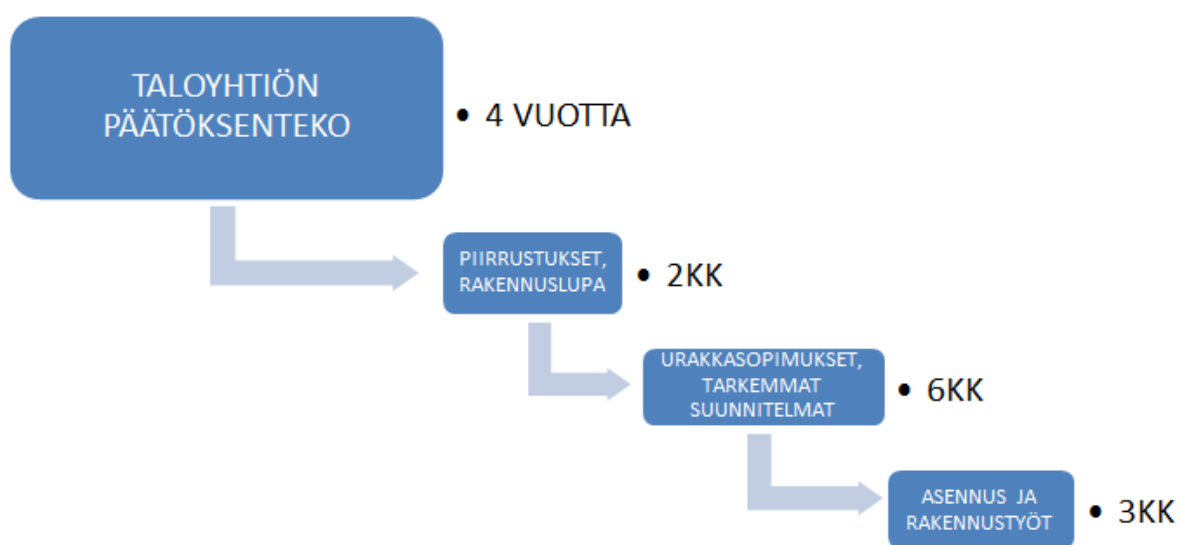 TALOYHTIÖN
PÄÄTÖKSENTEKO
• 4 VUOTTA
PIIRRUSTUKSET,
RAKENNUSLUPA
• 2KK
URAKKASOPIMUKSET,
TARKEMMAT
SUUNNITELMAT
• 6KK
ASENNUS JA
RAKENNUSTYÖT
• 3KK